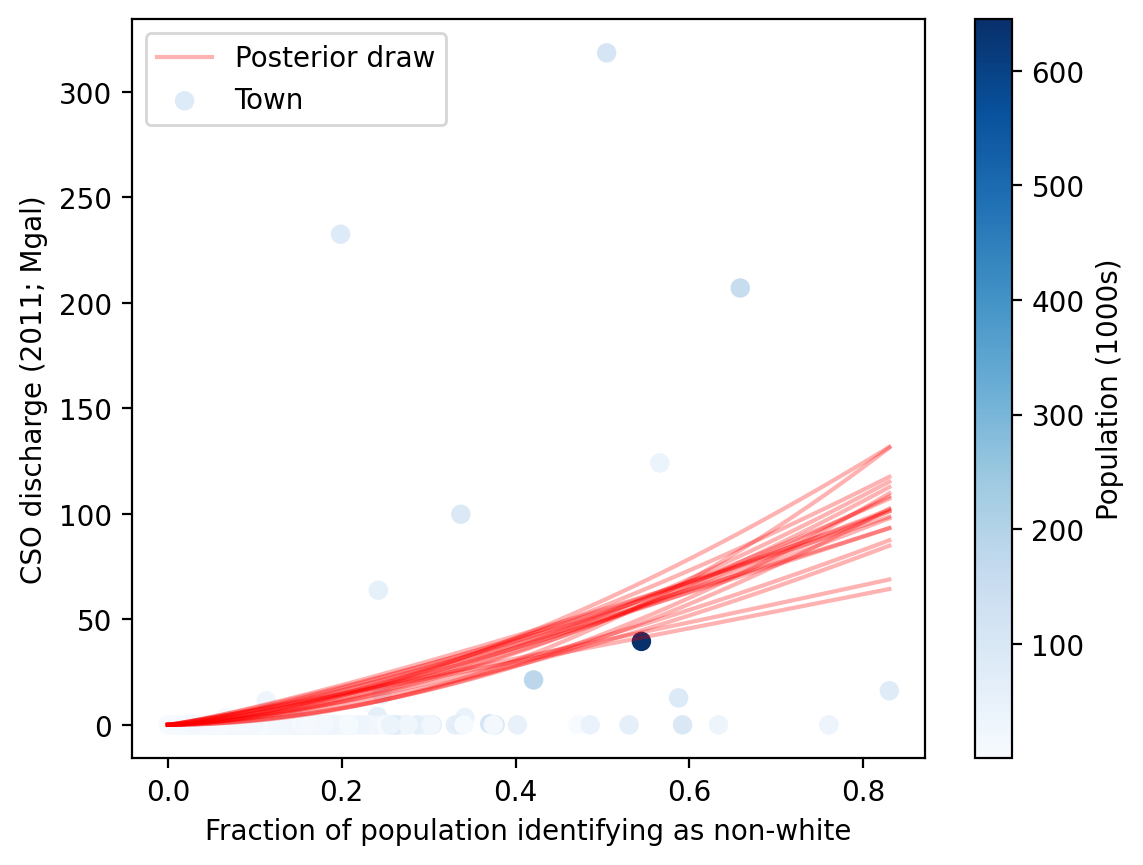 Posterior draw
Town
300
250
200
150
100
50
0
CSO discharge (2011; Mgal)
0.0 0.2 0.4 0.6 0.8
Fraction of population identifying as non-white
600
500
400
300
200
100
Population (1000s)